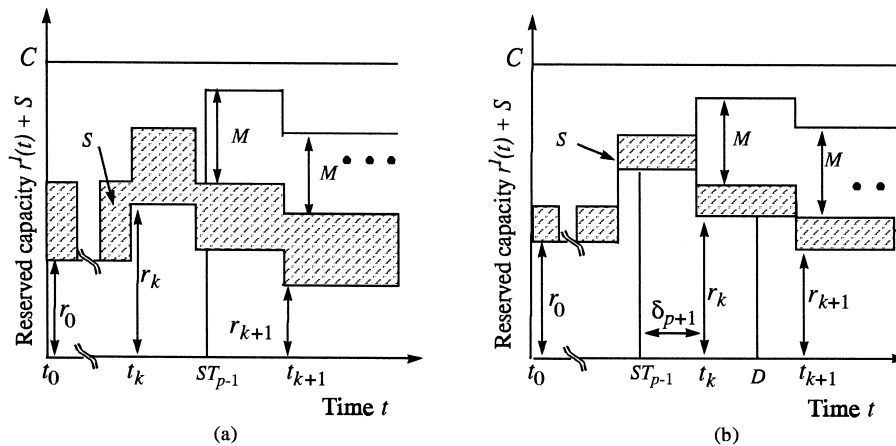 C
Reserved capacity r^J(t) + S
S
M
M
r_0
r_k
r_{k+1}
t_0
t_k
ST_{p-1}
t_{k+1}
Time t
(a)
C
Reserved capacity r^J(t) + S
S
M
M
r_0
δ_{p+1}
r_k
r_{k+1}
t_0
ST_{p-1}
t_k
D
t_{k+1}
Time t
(b)